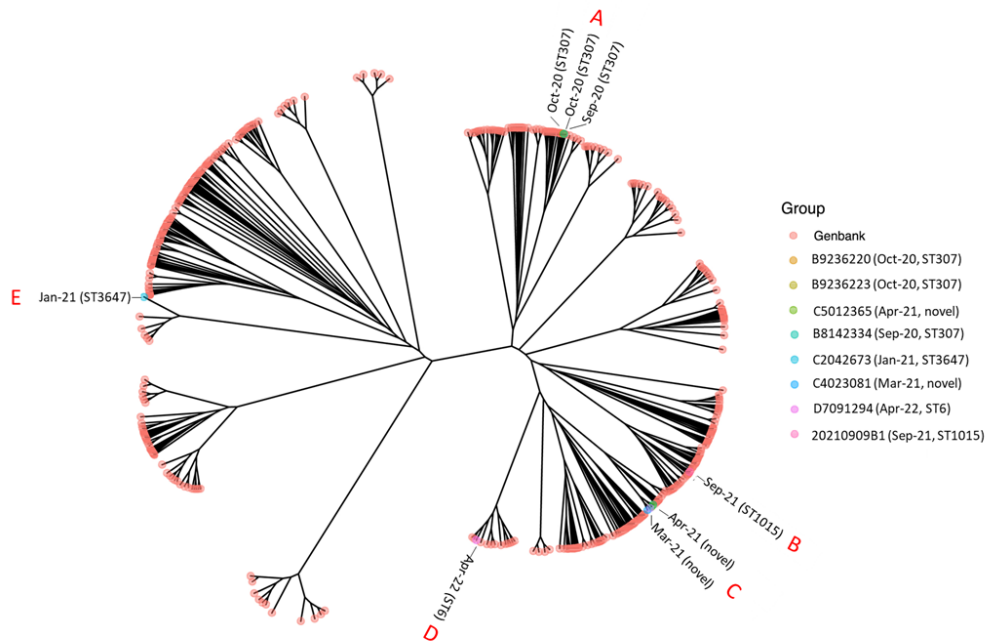 A
Oct-20 (ST307)
Oct-20 (ST307)
Sep-20 (ST307)
Group
Genbank
B9236220 (Oct-20, ST307)
B9236223 (Oct-20, ST307)
C5012365 (Apr-21, novel)
B8142334 (Sep-20, ST307)
C2042673 (Jan-21, ST3647)
C4023081 (Mar-21, novel)
D7091294 (Apr-22, ST6)
20210909B1 (Sep-21, ST1015)
E
Jan-21 (ST3647)
Sep-21 (ST1015)
B
Apr-21 (novel)
Mar-21 (novel)
C
Apr-22 (ST6)
D